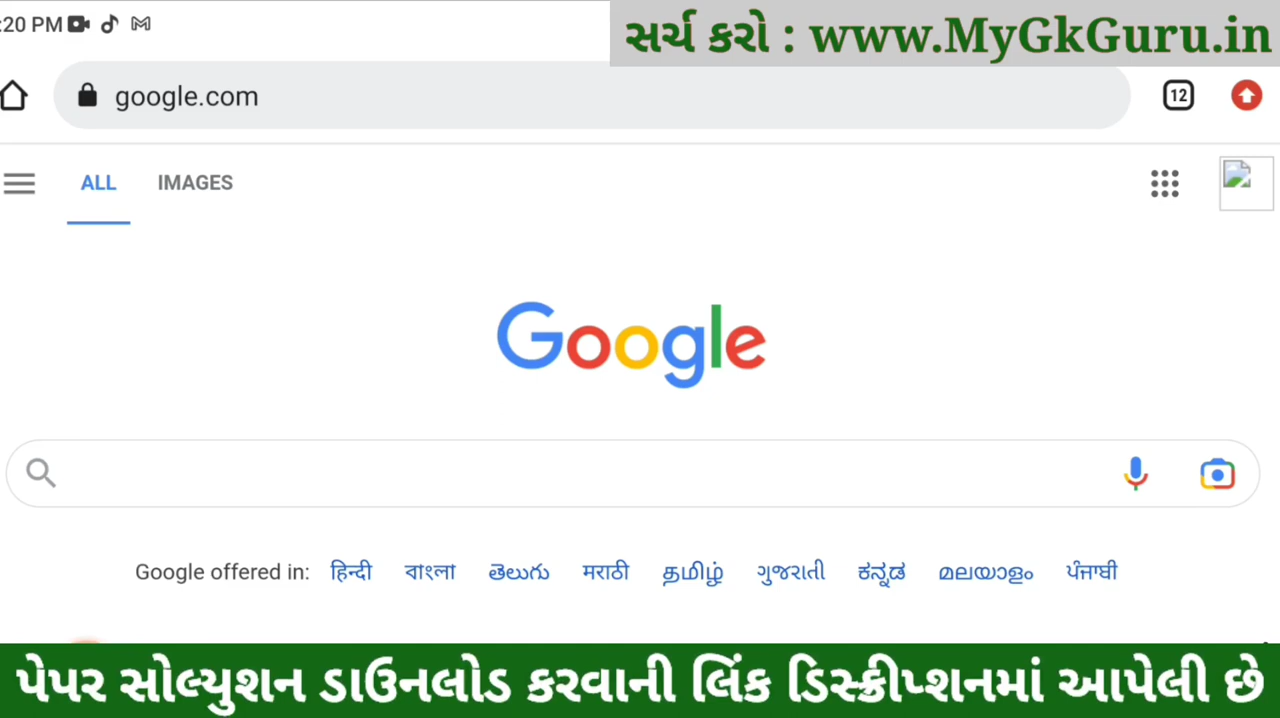 :20 PM
સર્ચ કરો : www.MyGkGuru.in
google.com
12
ALL IMAGES
Google
Google offered in: हिन्दी বাংলা తెలుగు मराठी தமிழ் ગુજરાતી ಕನ್ನಡ മലയാളം ਪੰਜਾਬੀ
પેપર સોલ્યુશન ડાઉનલોડ કરવાની લિંક ડિસ્ક્રીપ્શનમાં આપેલી છે